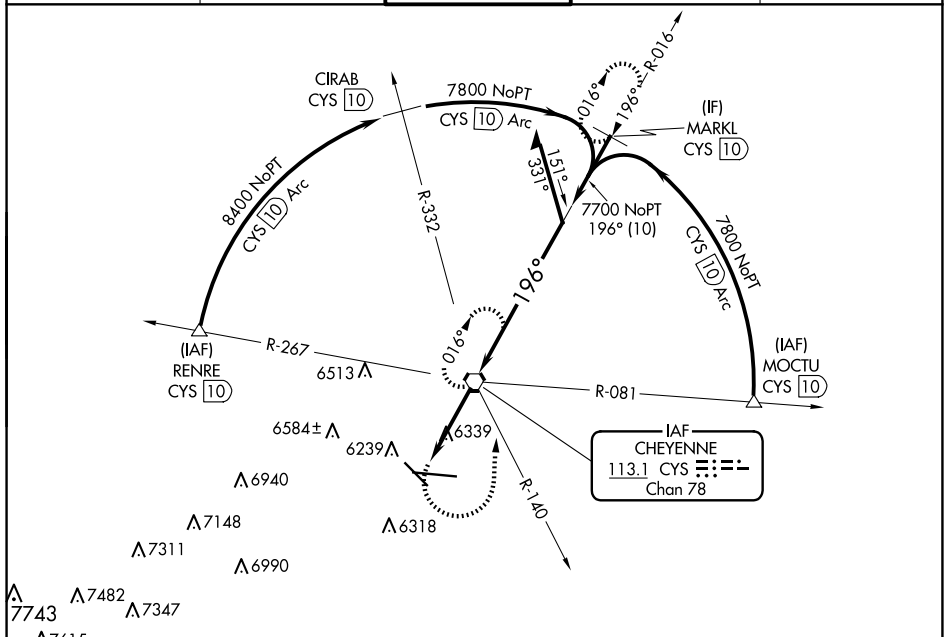 R-016
CIRAB
CYS 10
7800 NoPT
CYS 10 Arc
016°
196°
(IF)
MARKL
CYS 10
8400 NoPT
CYS 10 Arc
R-332
151°
331°
7700 NoPT
196° (10)
7800 NoPT
CYS 10 Arc
196°
(IAF)
RENRE
CYS 10
R-267
016°
6513
(IAF)
MOCTU
CYS 10
R-081
6584±
6239
6339
IAF
CHEYENNE
113.1 CYS
Chan 78
R-140
6940
7148
6318
7311
6990
7743
7482
7347
7615